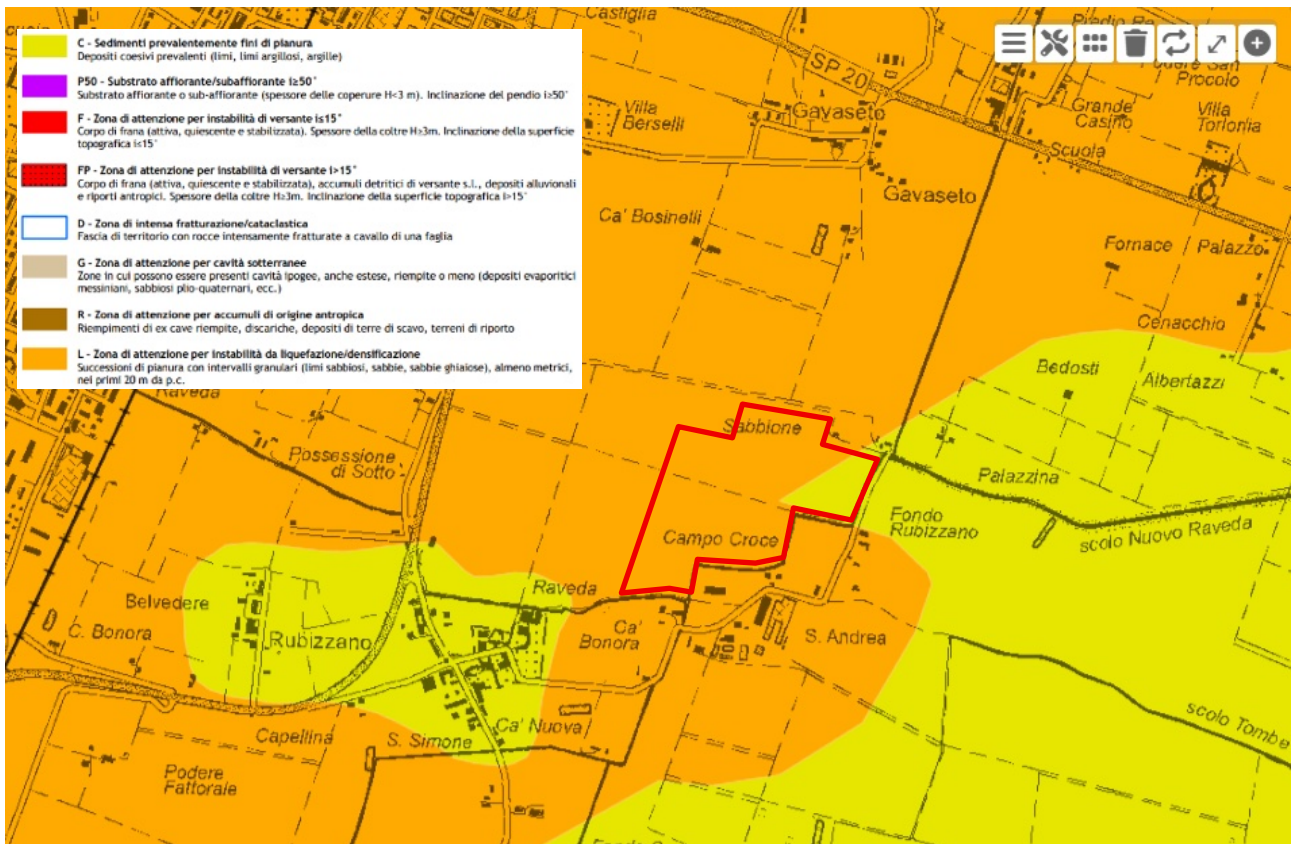 C - Sedimenti prevalentemente fini di pianura
Depositi coesivi prevalenti (limi, limi argillosi, argille)
P50 - Substrato affiorante/subaffiorante i≥50°
Substrato affiorante o sub-affiorante (spessore delle coperure H<3 m). Inclinazione del pendio i≥50°
F - Zona di attenzione per instabilità di versante i≤15°
Corpo di frana (attiva, quiescente e stabilizzata). Spessore della coltre H≥3m. Inclinazione della superficie
topografica i≤15°
FP - Zona di attenzione per instabilità di versante i>15°
Corpo di frana (attiva, quiescente e stabilizzata), accumuli detritici di versante s.l., depositi alluvionali
e riporti antropici. Spessore della coltre H≥3m. Inclinazione della superficie topografica i>15°
D - Zona di intensa fratturazione/cataclastica
Fascia di territorio con rocce intensamente fratturate a cavallo di una faglia
G - Zona di attenzione per cavità sotterranee
Zone in cui possono essere presenti cavità ipogee, anche estese, riempite o meno (depositi evaporitici
messiniani, sabbiosi plio-quaternari, ecc.)
R - Zona di attenzione per accumuli di origine antropica
Riempimenti di ex cave riempite, discariche, depositi di terre di scavo, terreni di riporto
L - Zona di attenzione per instabilità da liquefazione/densificazione
Successioni di pianura con intervalli granulari (limi sabbiosi, sabbie, sabbie ghiaiose), almeno metrici,
nei primi 20 m da p.c.
Castiglia
SP 20
Procolo
Villa
Berselli
Gavaseto
Grande
Casino
Villa
Torlonia
Scuola
Gavaseto
Ca' Bosinelli
Fornace
Palazzo
Cenacchio
Bedosti
Albertazzi
Raveda
Sabbione
Possessione
di Sotto
Palazzina
Fondo
Rubizzano
scolo Nuovo Raveda
Campo Croce
Raveda
Belvedere
C. Bonora
Rubizzano
Ca'
Bonora
S. Andrea
Ca' Nuova
Capellina
S. Simone
scolo Tombe
Podere
Fattorale